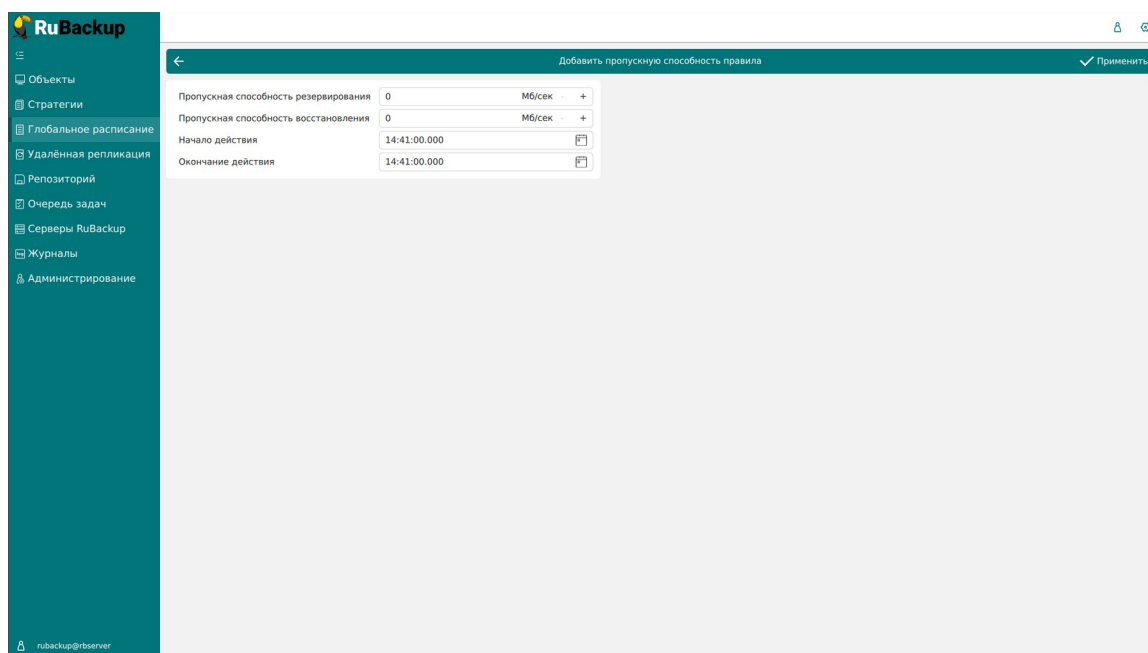 RuBackup
Добавить пропускную способность правила
Применить
Объекты
Стратегии
Глобальное расписание
Удалённая репликация
Репозиторий
Очередь задач
Серверы RuBackup
Журналы
Администрирование
Пропускная способность резервирования 0 Мб/сек - +
Пропускная способность восстановления 0 Мб/сек - +
Начало действия 14:41:00.000
Окончание действия 14:41:00.000
rubackup@rbserver